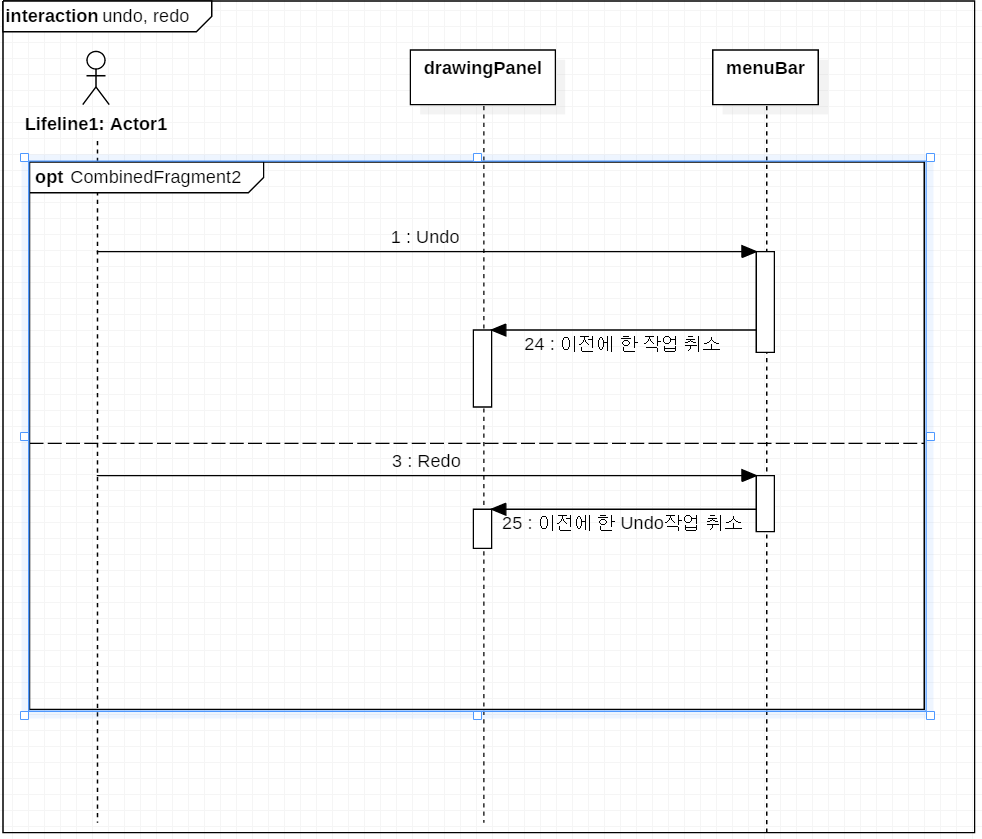 interaction undo, redo
drawingPanel
menuBar
Lifeline1: Actor1
opt CombinedFragment2
1 : Undo
24 : 이전에 한 작업 취소
3 : Redo
25 : 이전에 한 Undo작업 취소